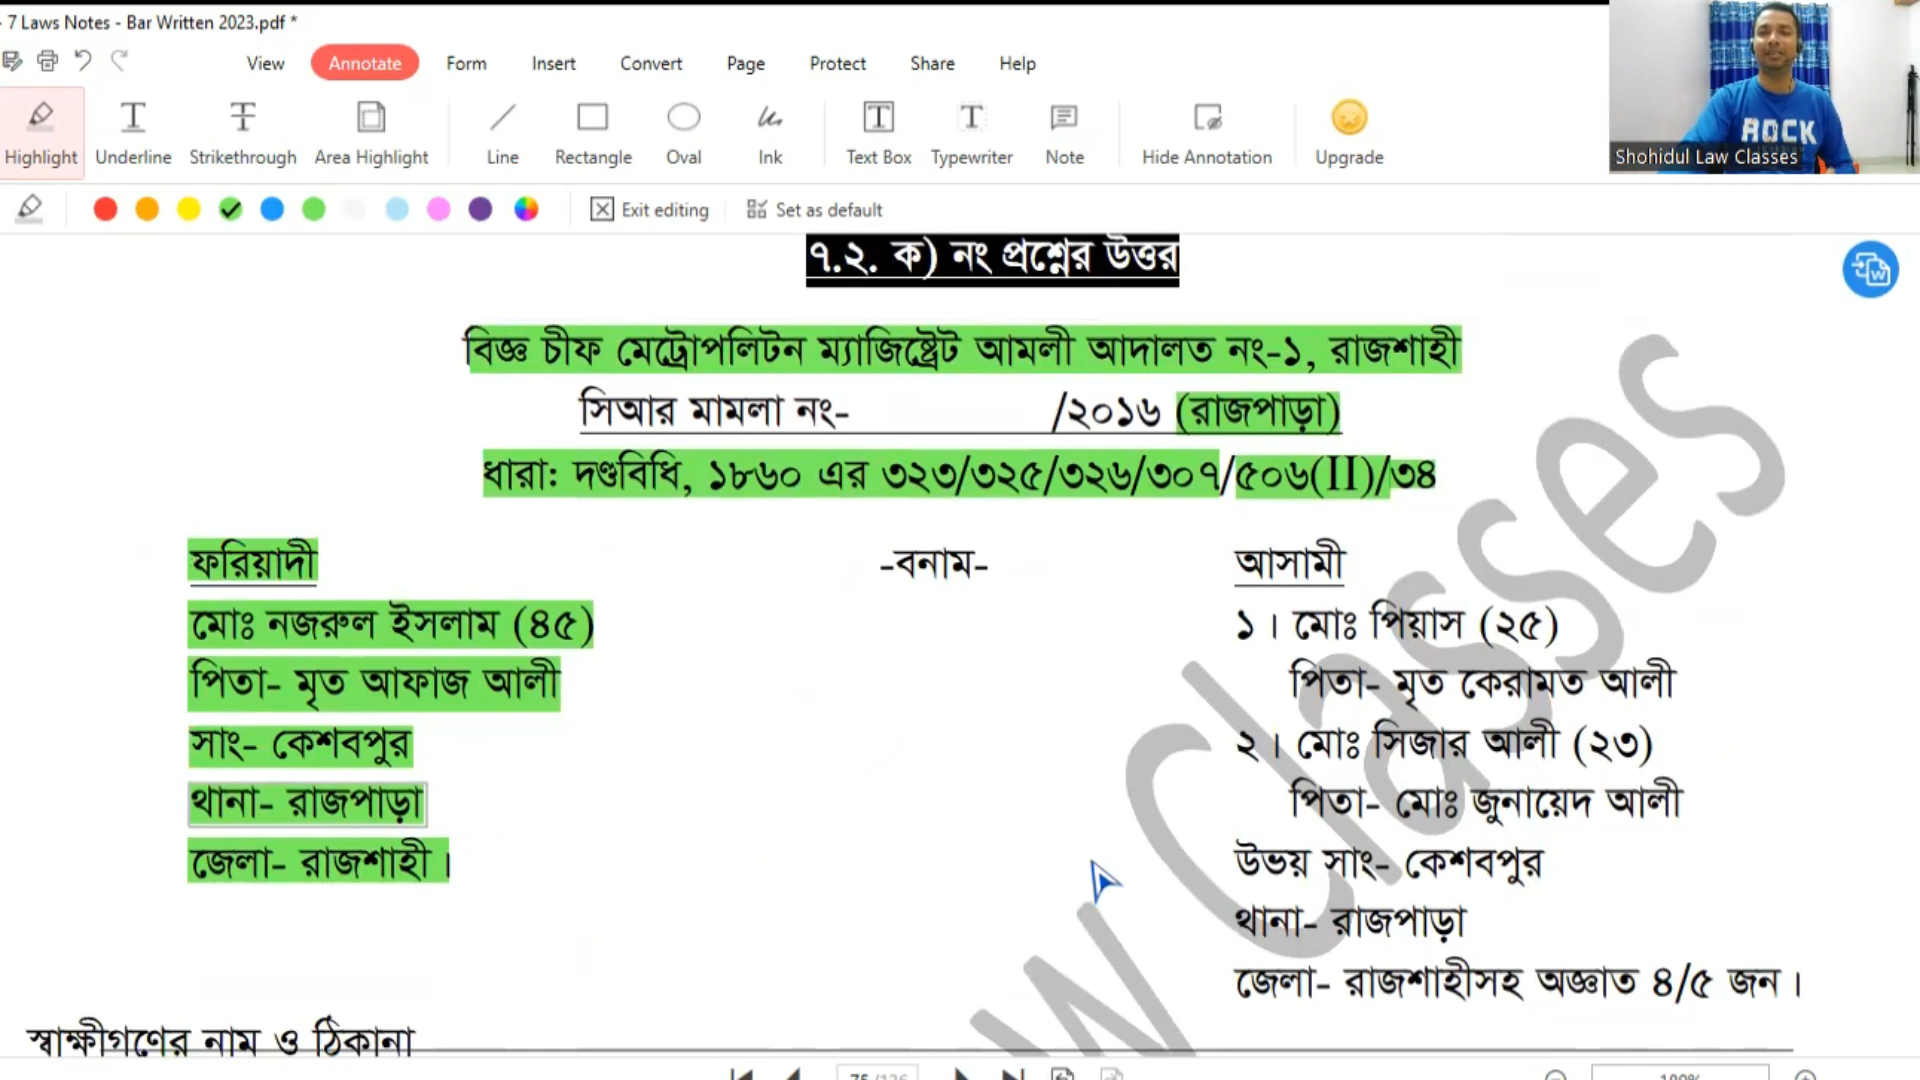 - 7 Laws Notes - Bar Written 2023.pdf *
View Annotate Form Insert Convert Page Protect Share Help
Highlight Underline Strikethrough Area Highlight Line Rectangle Oval Ink Text Box Typewriter Note Hide Annotation Upgrade
ROCK
Shohidul Law Classes
Exit editing Set as default
৭.২. ক) নং প্রশ্নের উত্তর
বিজ্ঞ চীফ মেট্রোপলিটন ম্যাজিষ্ট্রেট আমলী আদালত নং-১, রাজশাহী
সিআর মামলা নং- /২০১৬ (রাজপাড়া)
ধারাঃ দণ্ডবিধি, ১৮৬০ এর ৩২৩/৩২৫/৩২৬/৩০৭/৫০৬(II)/৩৪
ফরিয়াদী -বনাম- আসামী
মোঃ নজরুল ইসলাম (৪৫)
পিতা- মৃত আফাজ আলী
সাং- কেশবপুর
থানা- রাজপাড়া
জেলা- রাজশাহী।
১। মোঃ পিয়াস (২৫)
পিতা- মৃত কেরামত আলী
২। মোঃ সিজার আলী (২৩)
পিতা- মোঃ জুনায়েদ আলী
উভয় সাং- কেশবপুর
থানা- রাজপাড়া
জেলা- রাজশাহীসহ অজ্ঞাত ৪/৫ জন।
স্বাক্ষীগণের নাম ও ঠিকানা
w Classes
75 /126